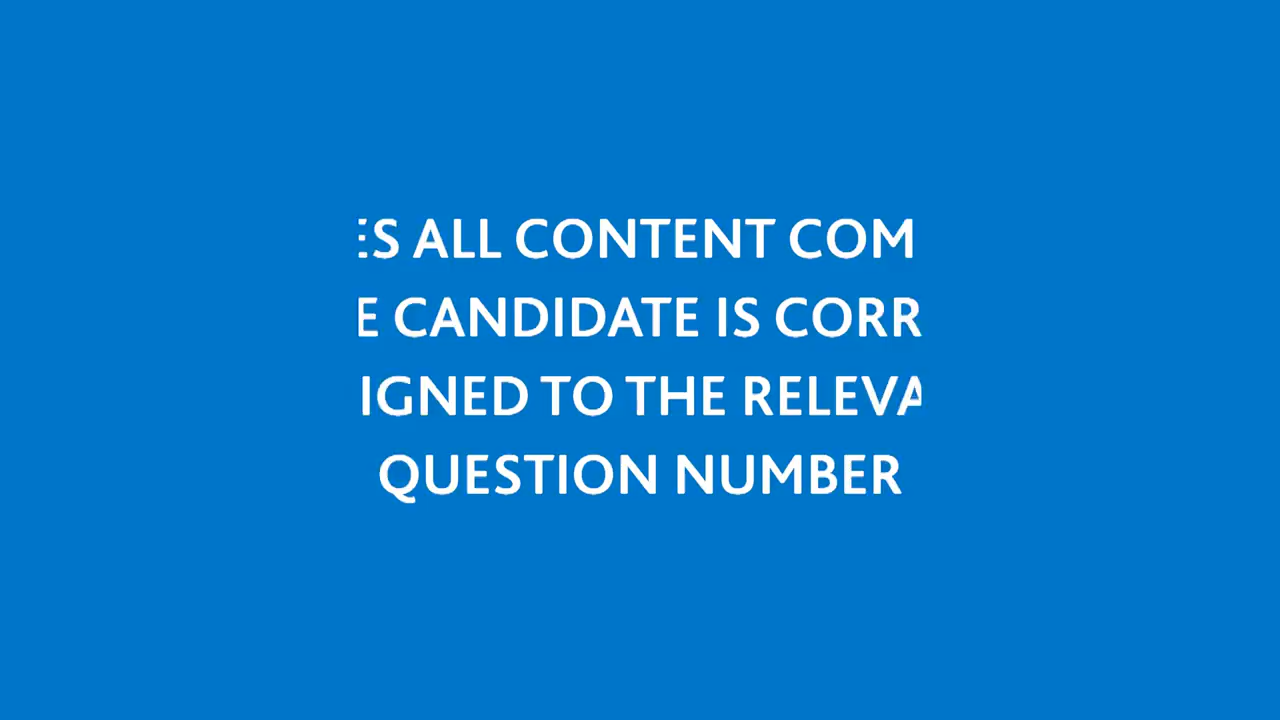 ES ALL CONTENT COM
E CANDIDATE IS CORR
IGNED TO THE RELEVA
QUESTION NUMBER